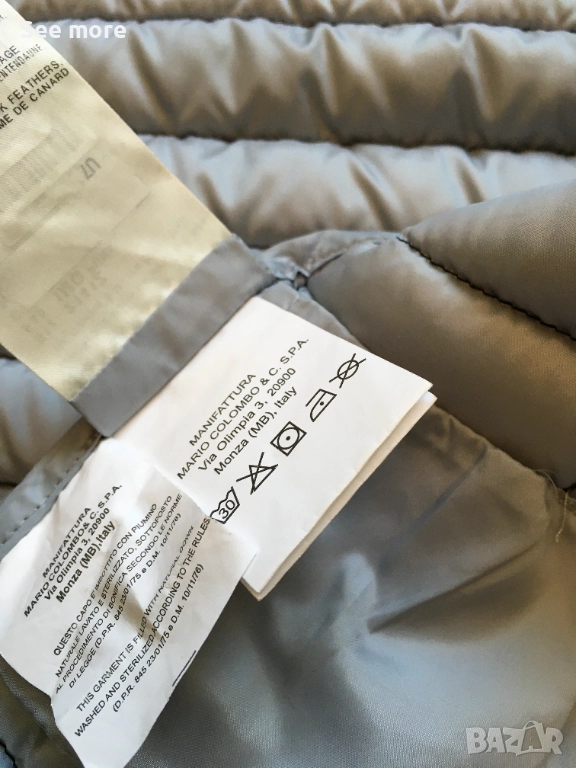 See more
AGE
K FEATHERS,
ME DE CANARD
U7
MANIFATTURA
MARIO COLOMBO & C. S.P.A.
Via Olimpia 3, 20900
Monza (MB), Italy
30
MANIFATTURA
MARIO COLOMBO & C. S.P.A.
Via Olimpia 3, 20900
Monza (MB), Italy
QUESTO CAPO E' IMBOTTITO CON PIUMINO
NATURALE LAVATO E STERILIZZATO, SOTTOPOSTO
AL PROCEDIMENTO DI BONIFICA SECONDO LE NORME
DI LEGGE (D.P.R. 845 23/01/75 e D.M. 10/11/76)
THIS GARMENT IS FILLED WITH NATURAL DOWN
WASHED AND STERILIZED ACCORDING TO THE RULES
(D.P.R. 845 23/01/75 e D.M. 10/11/76)
BAZAR